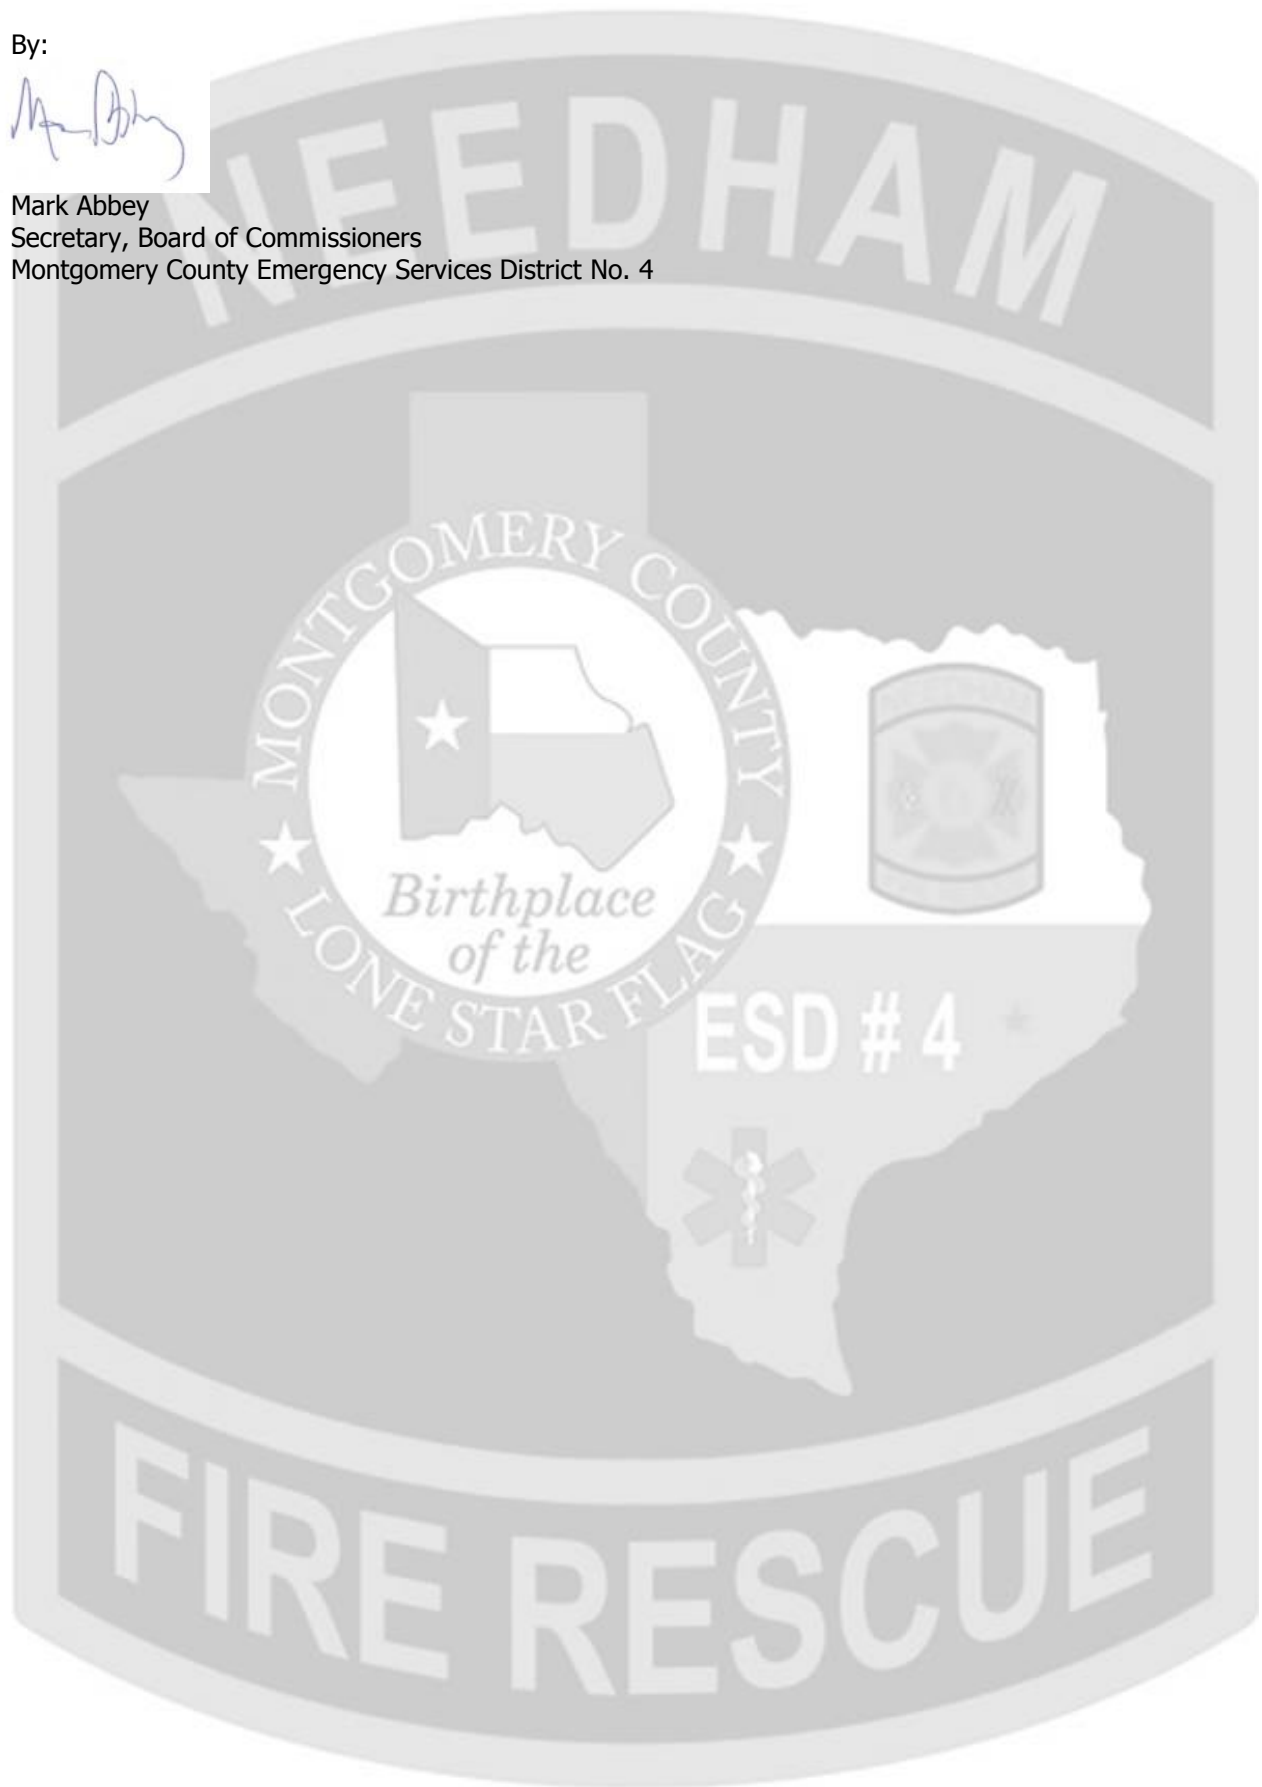 By:
Mark Abbey
Secretary, Board of Commissioners
Montgomery County Emergency Services District No. 4
NEEDHAM
MONTGOMERY COUNTY
Birthplace
of the
LONE STAR FLAG
ESD # 4
FIRE RESCUE